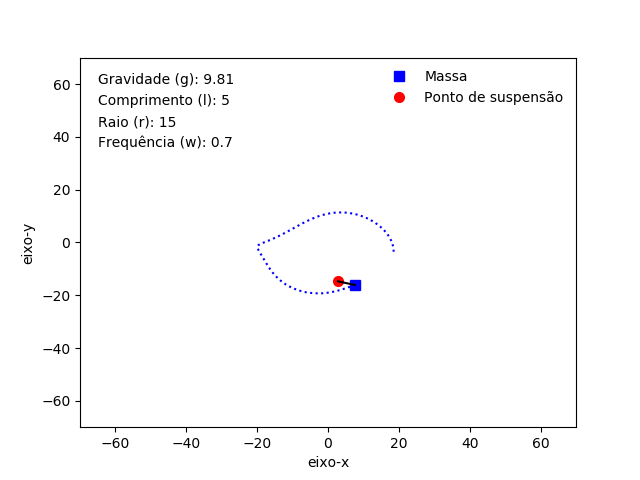 Gravidade (g): 9.81
Comprimento (l): 5
Raio (r): 15
Frequência (w): 0.7
Massa
Ponto de suspensão
60
40
20
0
−20
−40
−60
eixo-y
−60 −40 −20 0 20 40 60
eixo-x